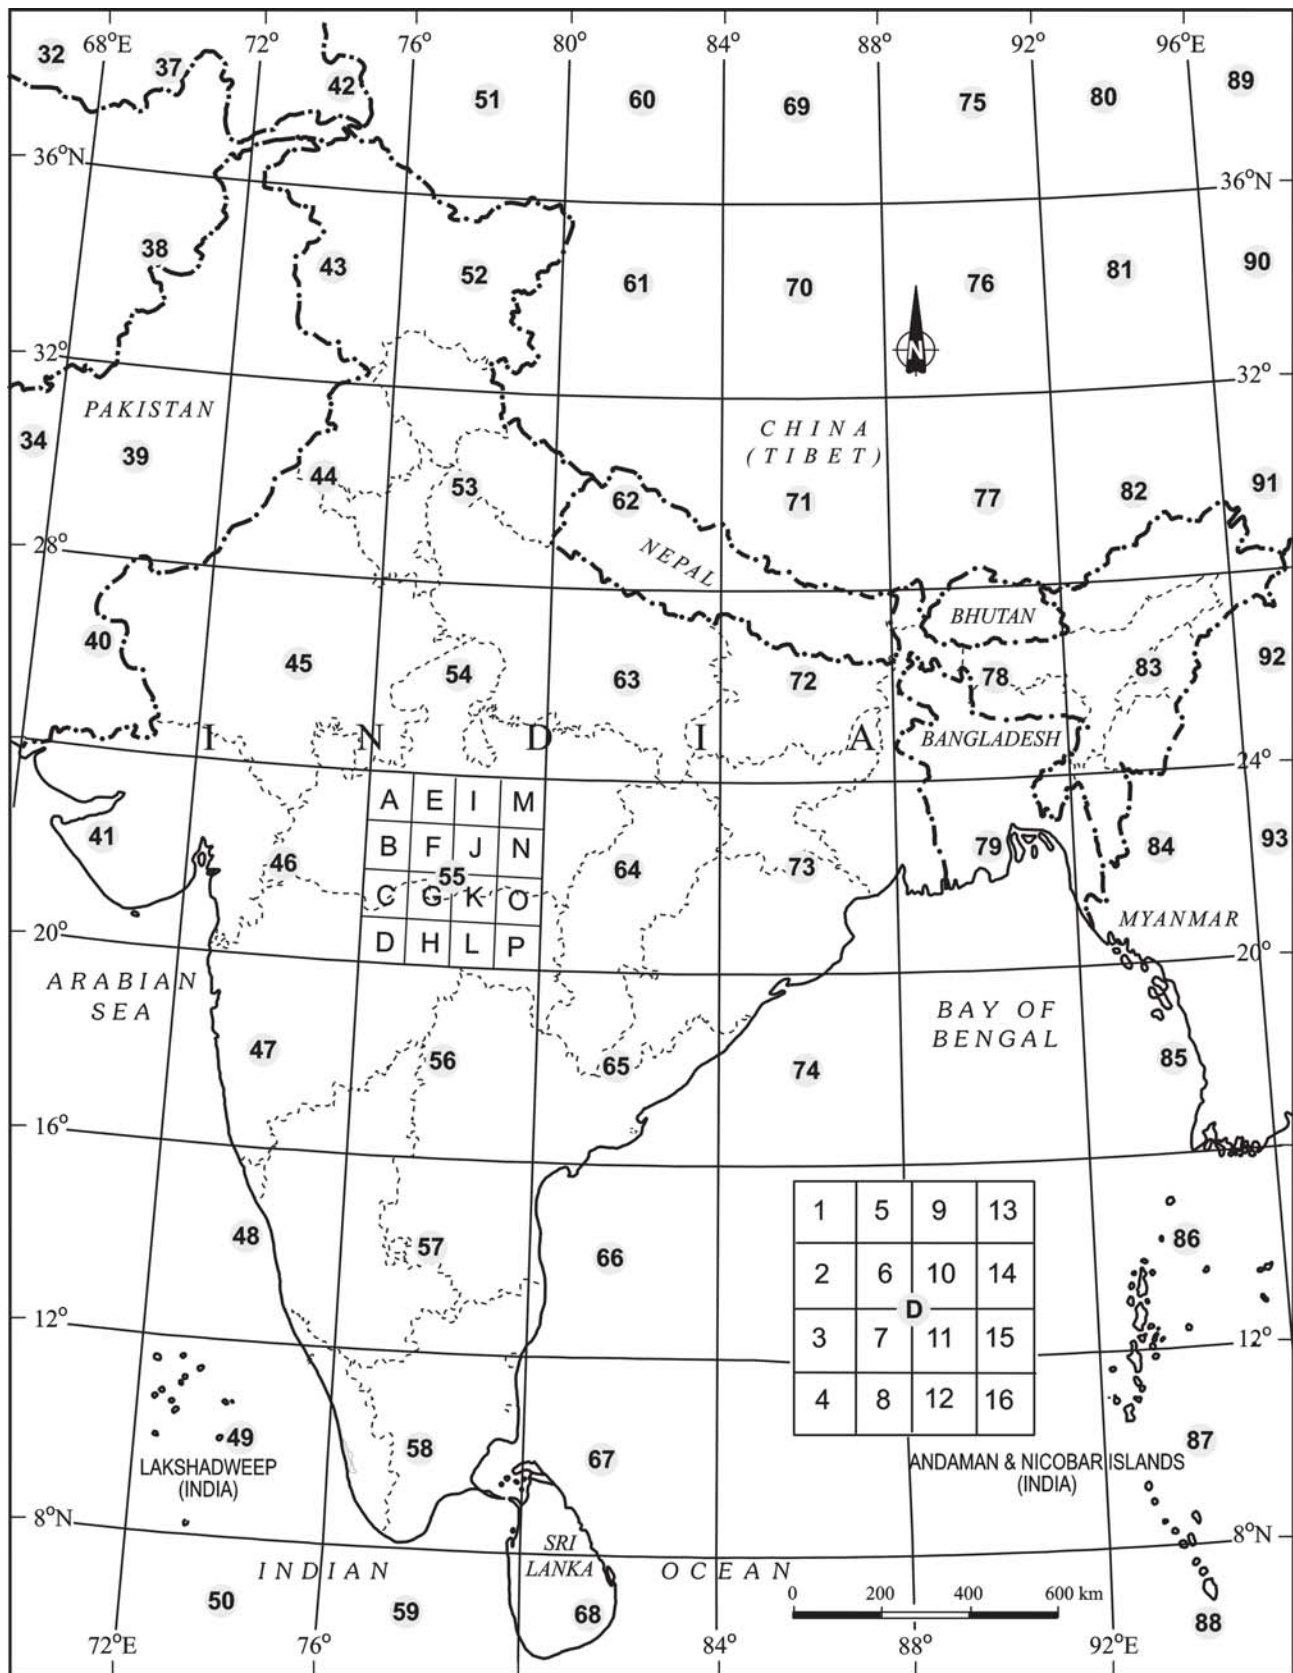 68°E 72° 76° 80° 84° 88° 92° 96°E
32 37 42 51 60 69 75 80 89
36°N 36°N
38 43 52 61 70 76 81 90
N
32° 32°
PAKISTAN
CHINA
(TIBET)
34 39 44 53 62 71 77 82 91
28°
NEPAL
BHUTAN
40 45 54 63 72 78 83 92
I N D I A
BANGLADESH
24°
A E I M
B F J N
55
C G K O
D H L P
41 46 64 73 79 84 93
MYANMAR
20° 20°
ARABIAN
SEA
BAY OF
BENGAL
47 56 65 74 85
16°
1 5 9 13
2 6 10 14
D
3 7 11 15
4 8 12 16
48 57 66 86
12° 12°
49 58 67 87
LAKSHADWEEP
(INDIA)
ANDAMAN & NICOBAR ISLANDS
(INDIA)
8°N 8°N
SRI
LANKA
INDIAN OCEAN
0 200 400 600 km
50 59 68 88
72°E 76° 84° 88° 92°E